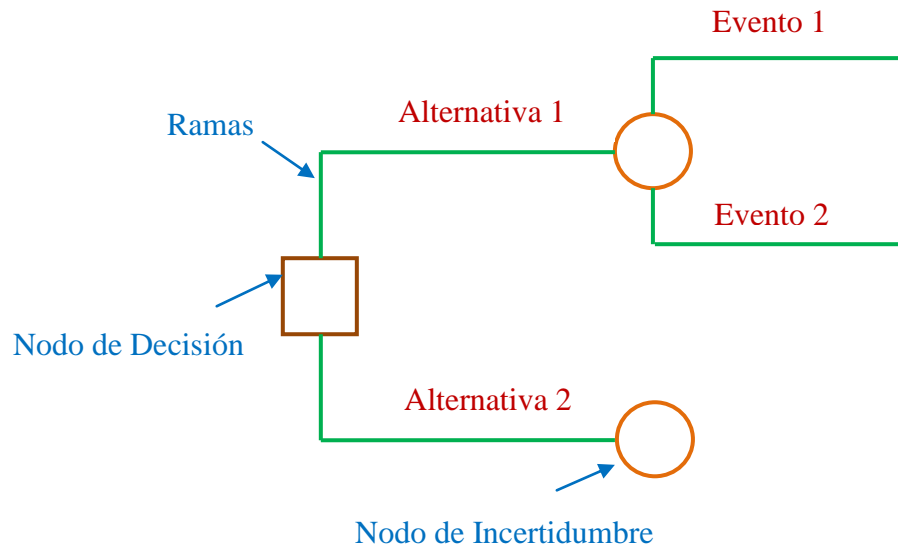 Evento 1
Alternativa 1
Ramas
Evento 2
Nodo de Decisión
Alternativa 2
Nodo de Incertidumbre